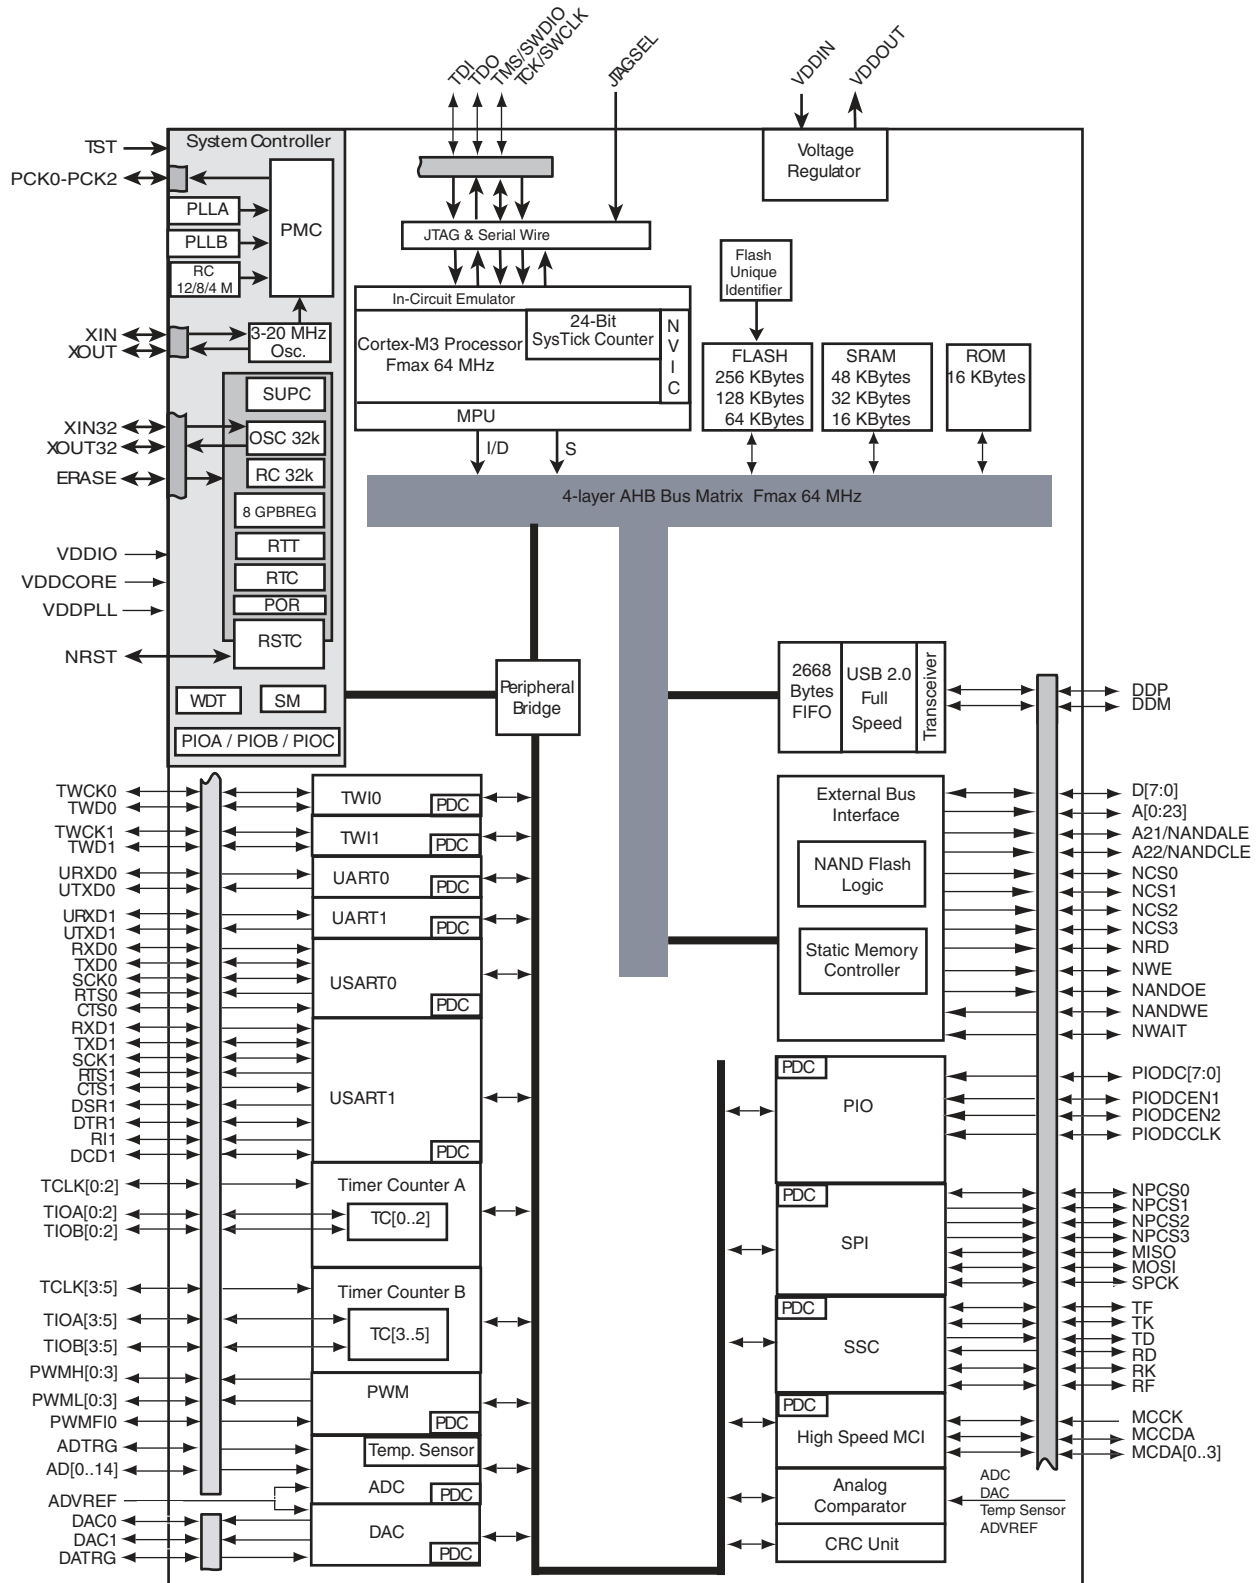 TDI
TDO
TMS/SWDIO
TCK/SWCLK
JTAGSEL
VDDIN
VDDOUT
System Controller
TST
PCK0-PCK2
PLLA
PLLB
RC
12/8/4 M
PMC
XIN
XOUT
3-20 MHz
Osc.
SUPC
XIN32
XOUT32
OSC 32k
ERASE
RC 32k
8 GPBREG
RTT
VDDIO
VDDCORE
RTC
VDDPLL
POR
NRST
RSTC
WDT
SM
PIOA / PIOB / PIOC
JTAG & Serial Wire
In-Circuit Emulator
Cortex-M3 Processor
Fmax 64 MHz
24-Bit
SysTick Counter
N
V
I
C
MPU
I/D
S
Voltage
Regulator
Flash
Unique
Identifier
FLASH
256 KBytes
128 KBytes
64 KBytes
SRAM
48 KBytes
32 KBytes
16 KBytes
ROM
16 KBytes
4-layer AHB Bus Matrix Fmax 64 MHz
Peripheral
Bridge
2668
Bytes
FIFO
USB 2.0
Full
Speed
Transceiver
DDP
DDM
TWCK0
TWD0
TWI0
PDC
TWCK1
TWD1
TWI1
PDC
URXD0
UTXD0
UART0
PDC
URXD1
UTXD1
UART1
PDC
RXD0
TXD0
SCK0
RTS0
CTS0
USART0
PDC
RXD1
TXD1
SCK1
RTS1
CTS1
DSR1
DTR1
RI1
DCD1
USART1
PDC
TCLK[0:2]
TIOA[0:2]
TIOB[0:2]
Timer Counter A
TC[0..2]
TCLK[3:5]
TIOA[3:5]
TIOB[3:5]
Timer Counter B
TC[3..5]
PWMH[0:3]
PWML[0:3]
PWMFI0
PWM
PDC
ADTRG
AD[0..14]
ADVREF
Temp. Sensor
ADC
PDC
DAC0
DAC1
DATRG
DAC
PDC
External Bus
Interface
NAND Flash
Logic
Static Memory
Controller
D[7:0]
A[0:23]
A21/NANDALE
A22/NANDCLE
NCS0
NCS1
NCS2
NCS3
NRD
NWE
NANDOE
NANDWE
NWAIT
PDC
PIO
PIODC[7:0]
PIODCEN1
PIODCEN2
PIODCCLK
PDC
SPI
NPCS0
NPCS1
NPCS2
NPCS3
MISO
MOSI
SPCK
PDC
SSC
TF
TK
TD
RD
RK
RF
PDC
High Speed MCI
MCCK
MCCDA
MCDA[0..3]
Analog
Comparator
ADC
DAC
Temp Sensor
ADVREF
CRC Unit